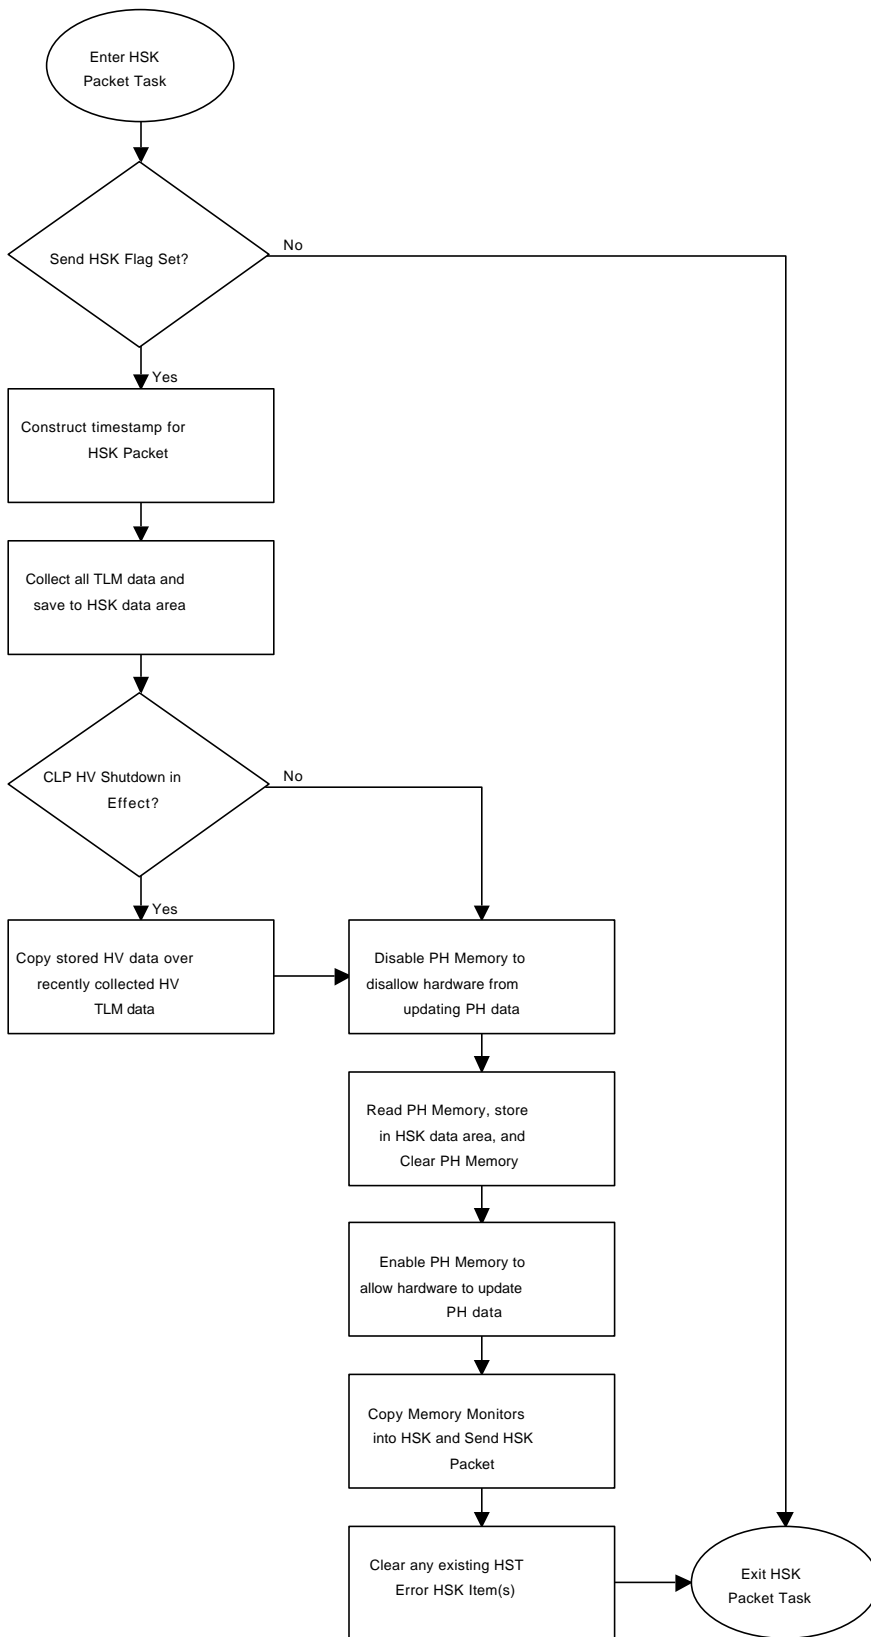 Enter HSK
Packet Task
Send HSK Flag Set?
No
Yes
Construct timestamp for
HSK Packet
Collect all TLM data and
save to HSK data area
CLP HV Shutdown in
Effect?
No
Yes
Copy stored HV data over
recently collected HV
TLM data
Disable PH Memory to
disallow hardware from
updating PH data
Read PH Memory, store
in HSK data area, and
Clear PH Memory
Enable PH Memory to
allow hardware to update
PH data
Copy Memory Monitors
into HSK and Send HSK
Packet
Clear any existing HST
Error HSK Item(s)
Exit HSK
Packet Task